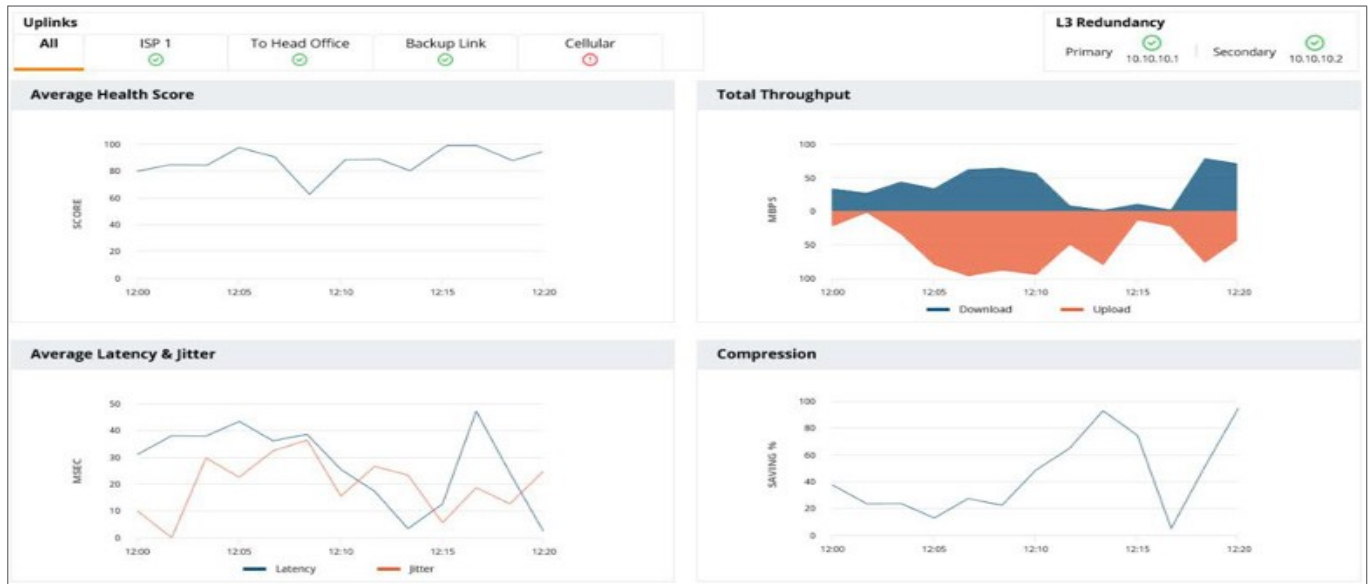 Uplinks
All ISP 1 To Head Office Backup Link Cellular
L3 Redundancy
Primary 10.10.10.1 Secondary 10.10.10.2
Average Health Score
SCORE
100
80
60
40
20
0
12:00 12:05 12:10 12:15 12:20
Total Throughput
MBPS
100
50
0
50
100
12:00 12:05 12:10 12:15 12:20
Download Upload
Average Latency & Jitter
MSEC
50
40
30
20
10
0
12:00 12:05 12:10 12:15 12:20
Latency Jitter
Compression
SAVING %
100
80
60
40
20
0
12:00 12:05 12:10 12:15 12:20